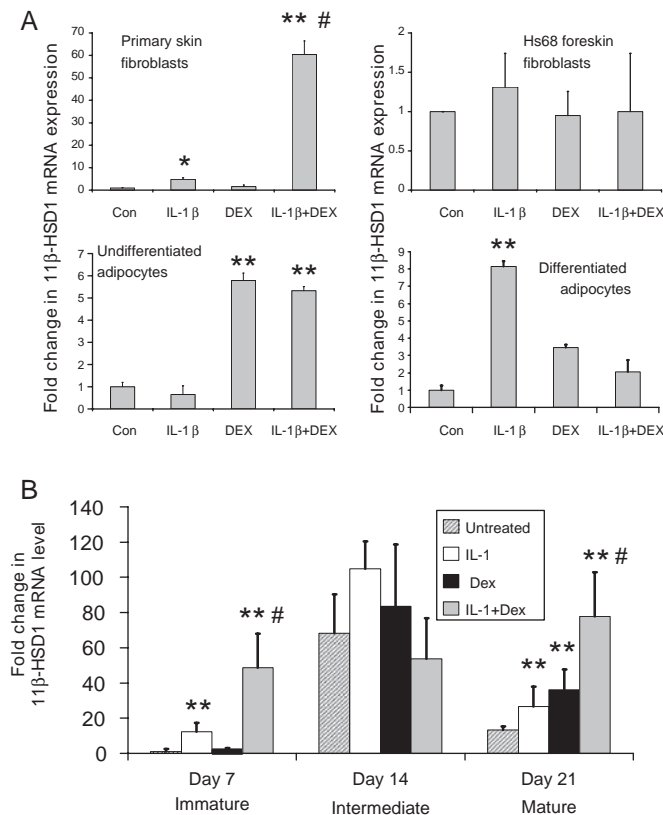 A
Fold change in 11β-HSD1 mRNA expression
Primary skin
fibroblasts
70
60
50
40
30
20
10
0
*
** #
Con IL-1 β DEX IL-1β+DEX
Fold change in 11β-HSD1 mRNA expression
Hs68 foreskin
fibroblasts
2
1.5
1
0.5
0
Con IL-1β DEX IL-1β+DEX
Undifferentiated
adipocytes
7
6
5
4
3
2
1
0
**
**
Con IL-1 β DEX IL-1β+DEX
Differentiated
adipocytes
9
8
7
6
5
4
3
2
1
0
**
Con IL-1 β DEX IL-1β+DEX
B
Fold change in
11β-HSD1 mRNA level
140
120
100
80
60
40
20
0
Untreated
IL-1
Dex
IL-1+Dex
**
** #
**
**
** #
Day 7 Day 14 Day 21
Immature Intermediate Mature